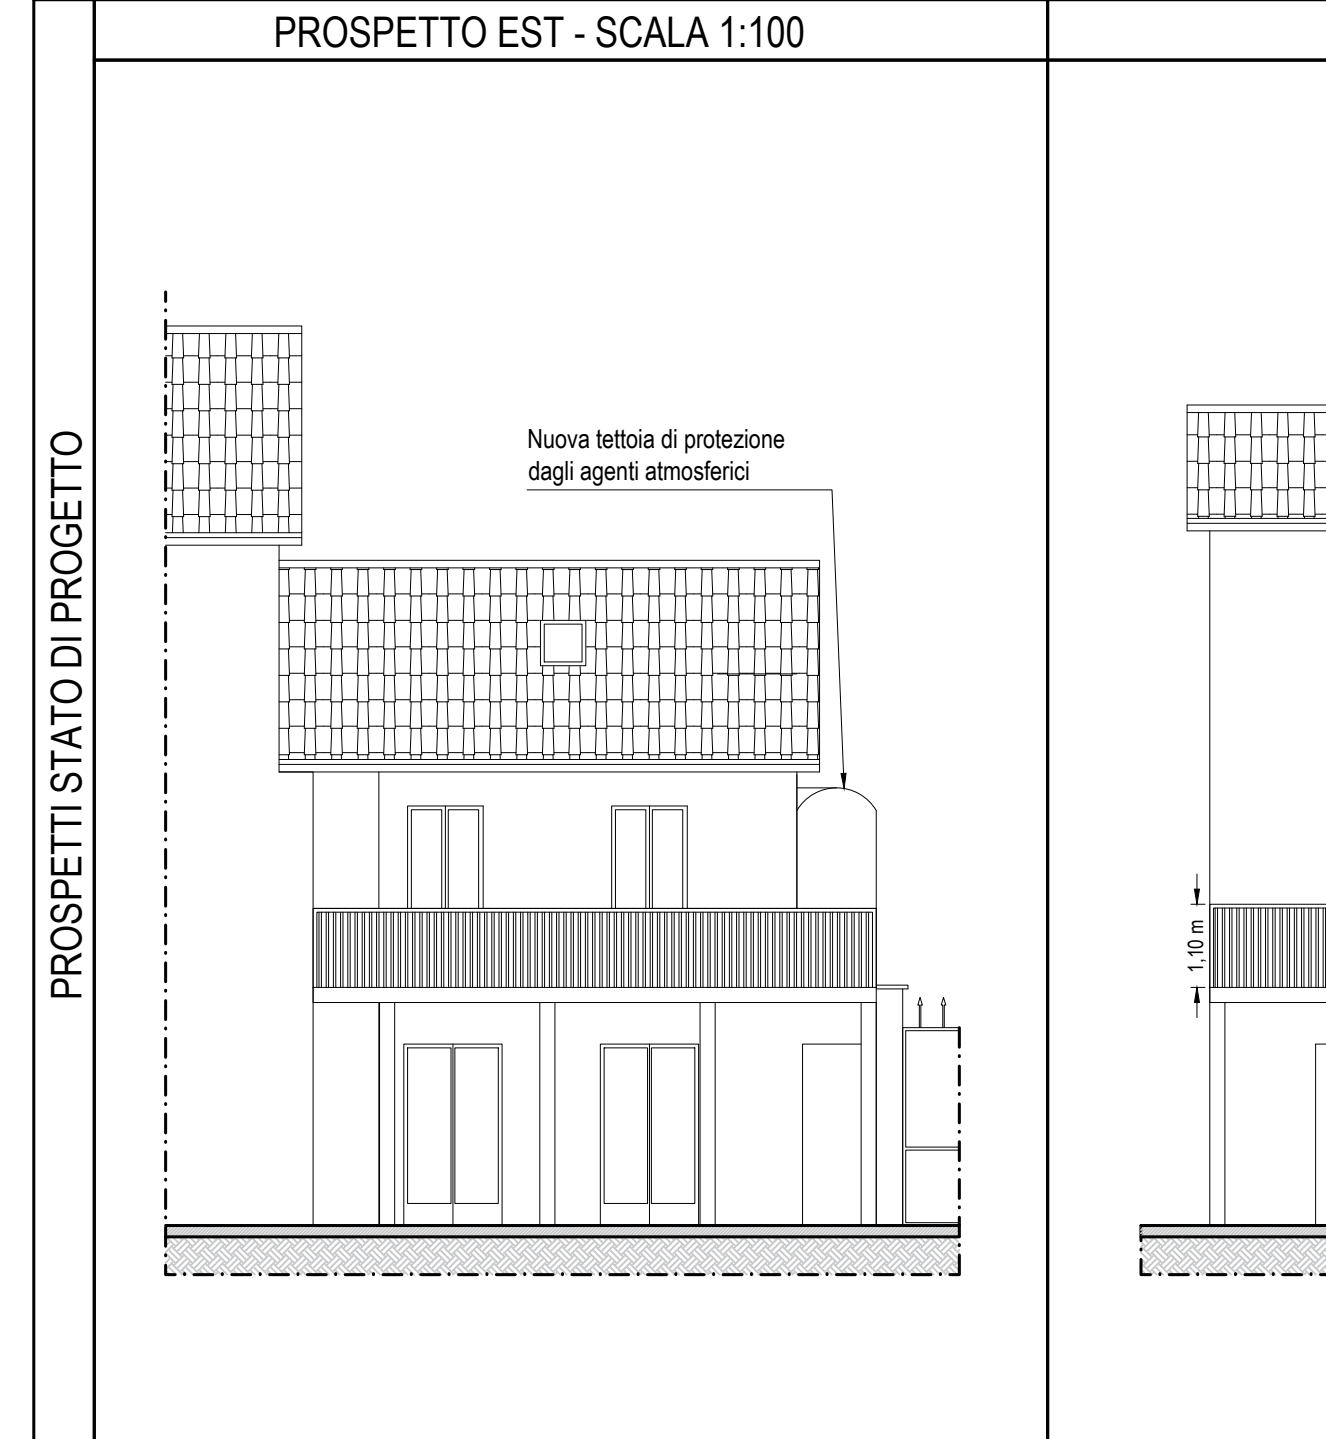 PROSPETTO EST - SCALA 1:100
PROSPETTI STATO DI PROGETTO
Nuova tettoia di protezione
dagli agenti atmosferici
1,10 m